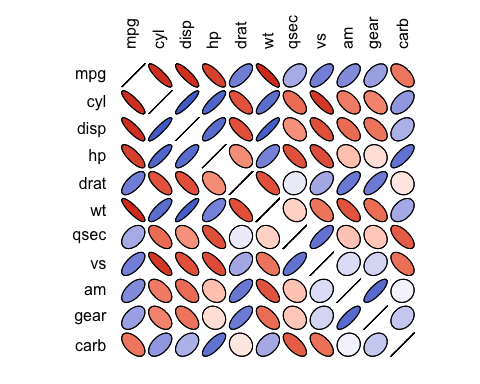 mpg cyl disp hp drat wt qsec vs am gear carb
mpg
cyl
disp
hp
drat
wt
qsec
vs
am
gear
carb